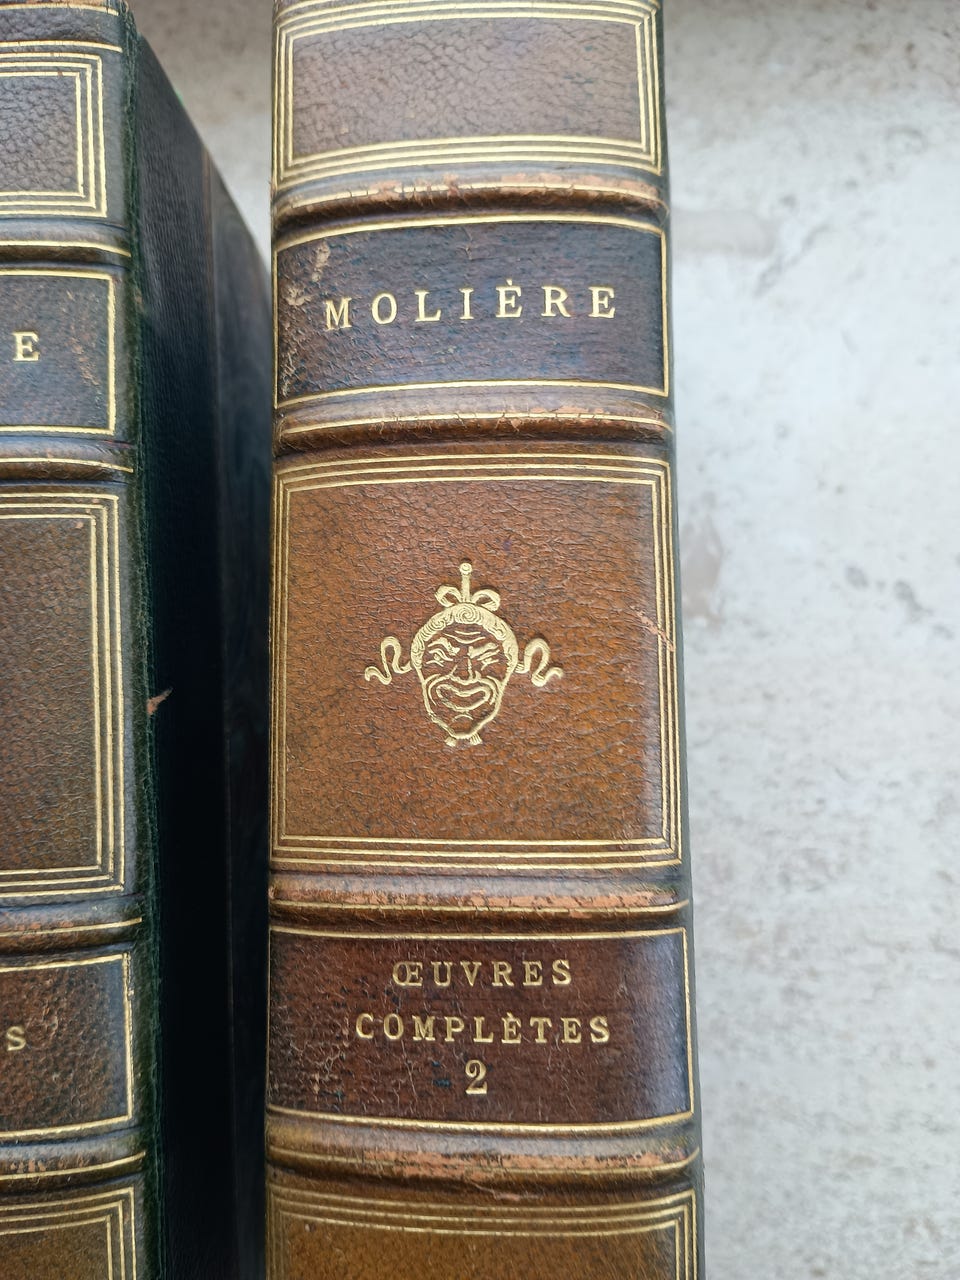 E
S
MOLIÈRE
ŒUVRES
COMPLÈTES
2